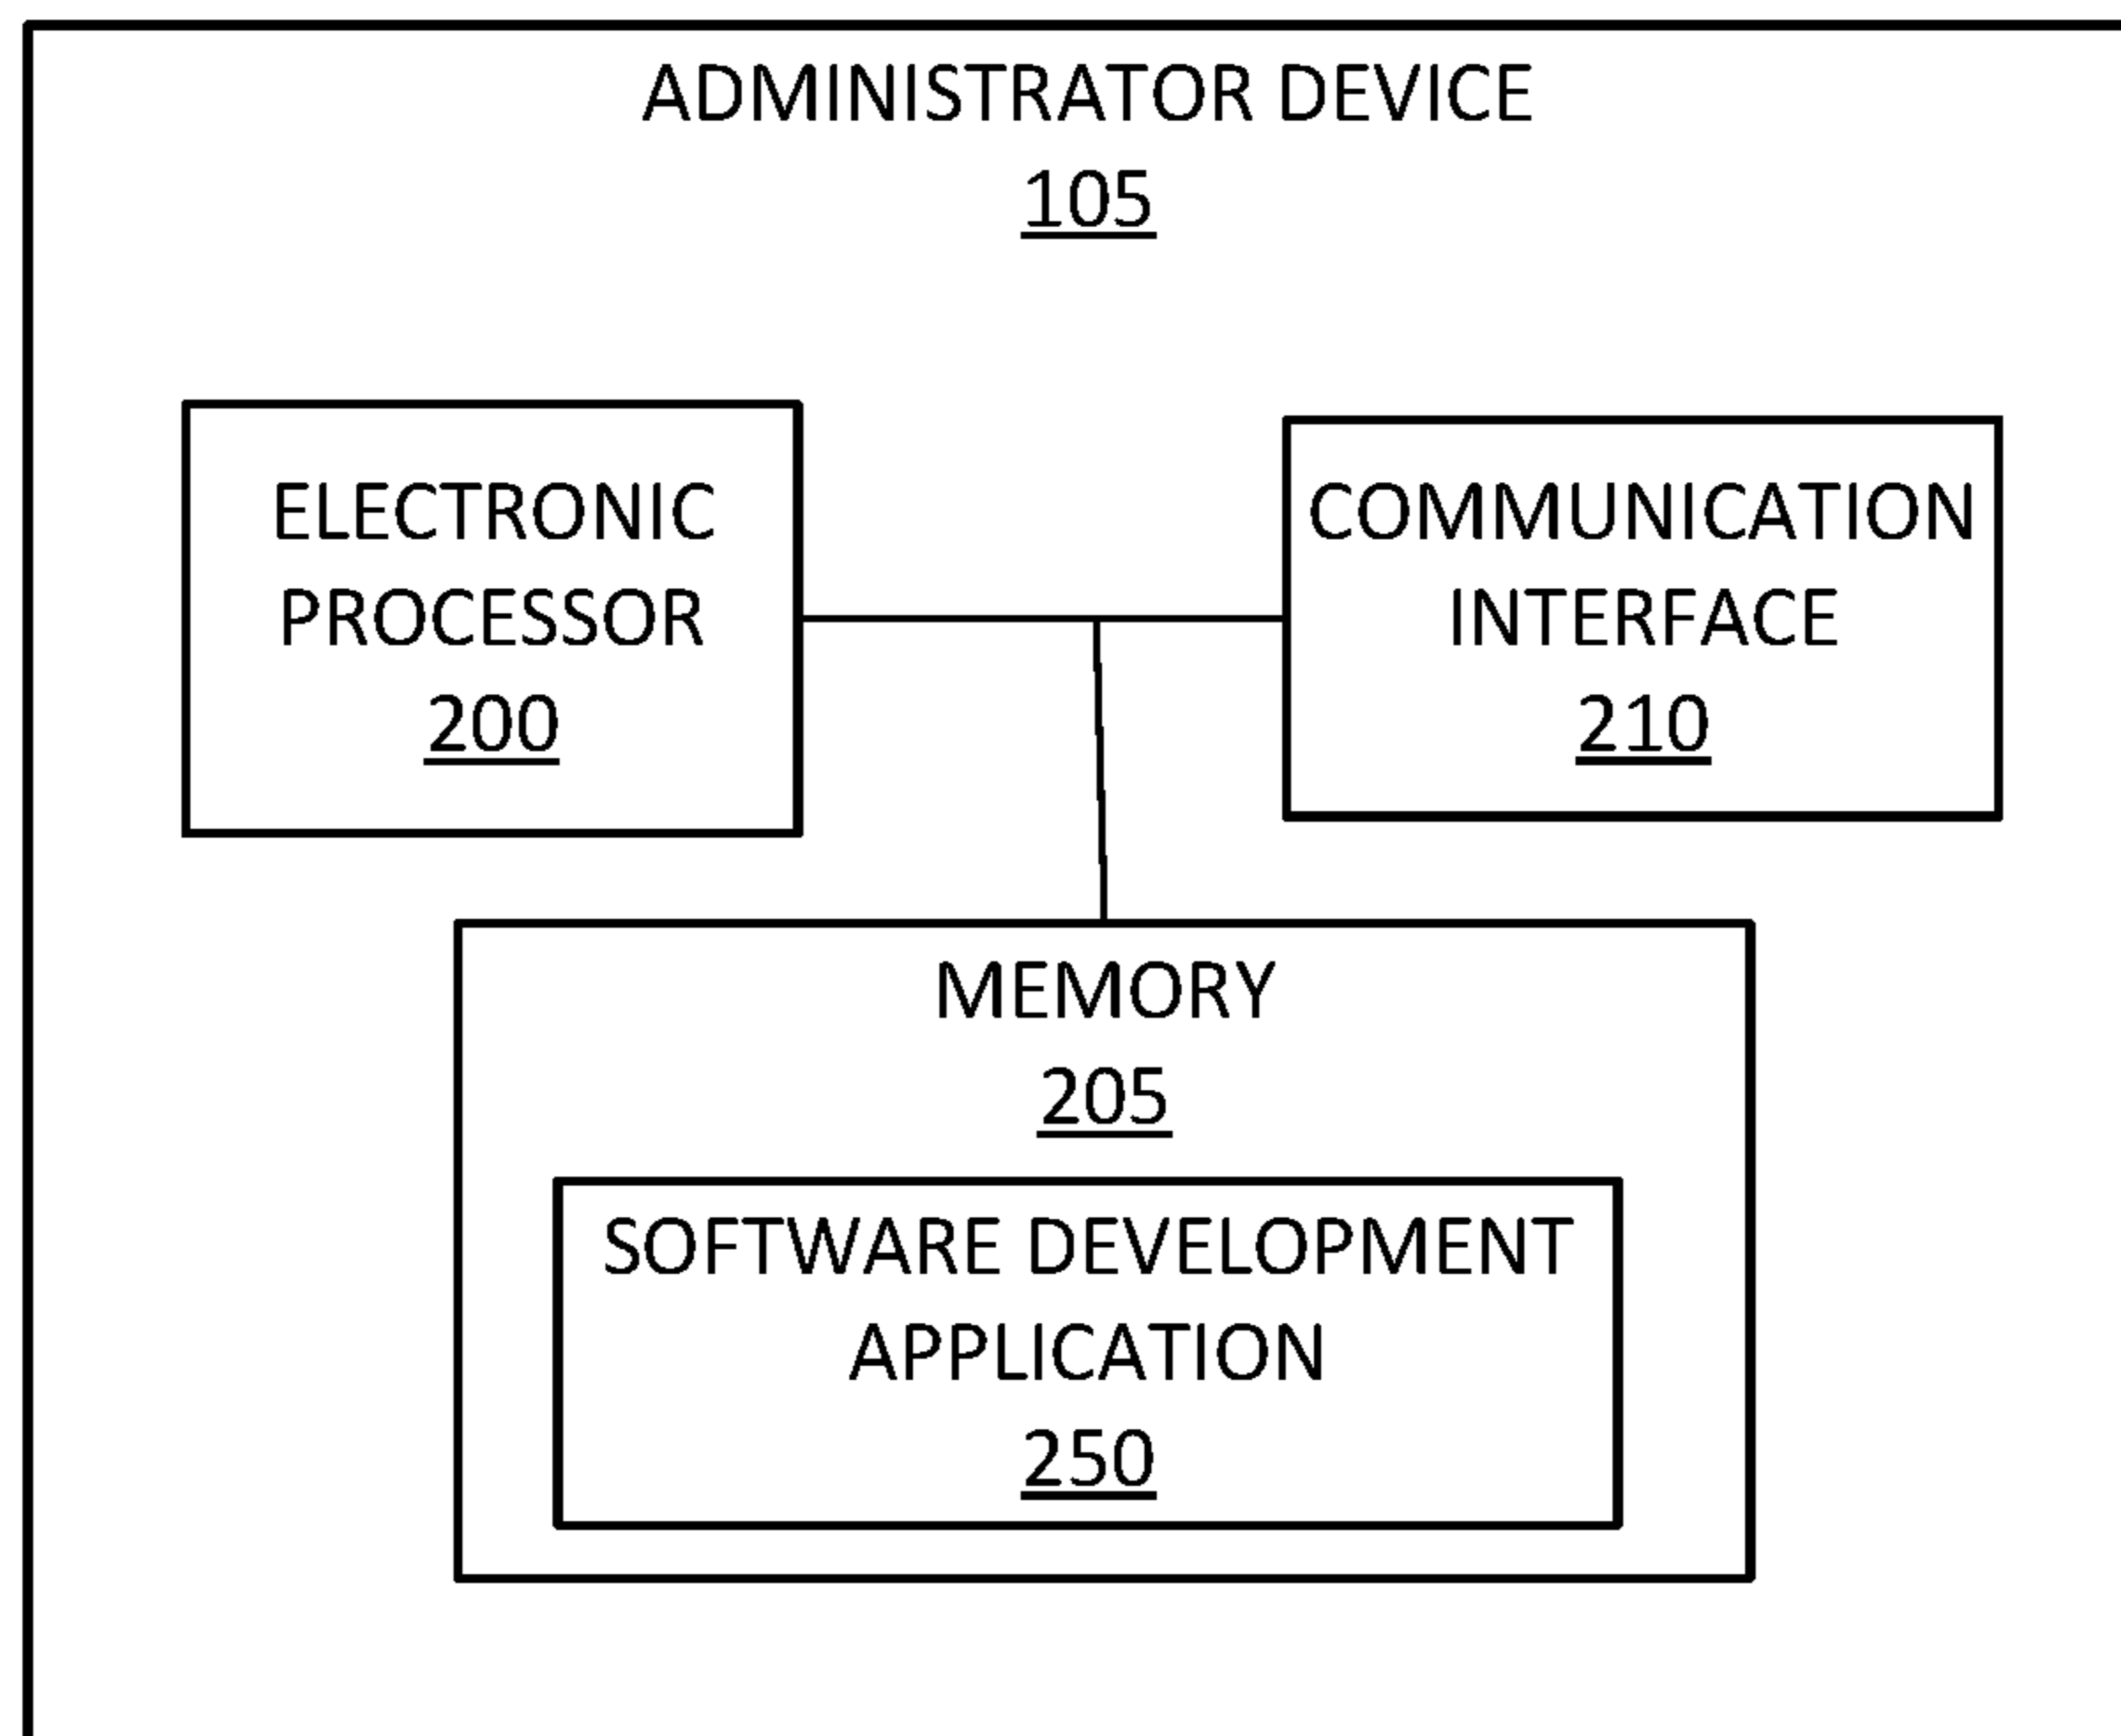 ADMINISTRATOR DEVICE
105
ELECTRONIC
PROCESSOR
200
COMMUNICATION
INTERFACE
210
MEMORY
205
SOFTWARE DEVELOPMENT
APPLICATION
250